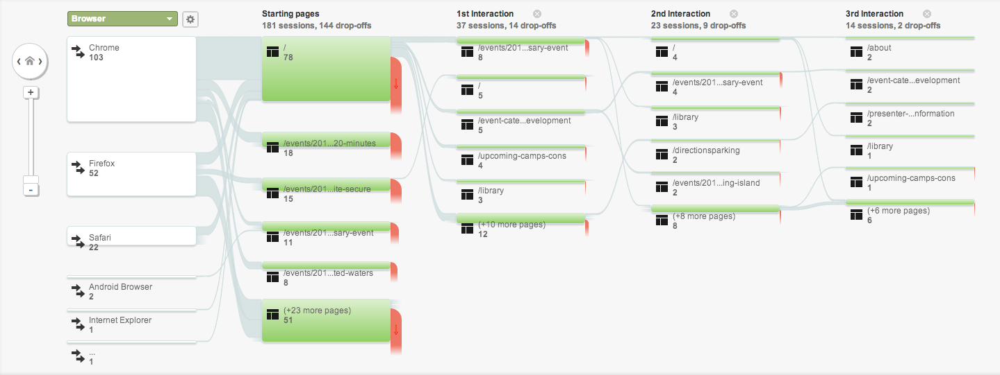 Browser
Chrome
103
Firefox
52
Safari
22
Android Browser
2
Internet Explorer
1
...
1
+
-
Starting pages
181 sessions, 144 drop-offs
/
78
/events/201...20-minutes
18
/events/201...ite-secure
15
/events/201...sary-event
11
/events/201...ted-waters
8
(+23 more pages)
51
1st Interaction
37 sessions, 14 drop-offs
/events/201...sary-event
8
/
5
/event-cate...evelopment
5
/upcoming-camps-cons
4
/library
3
(+10 more pages)
12
2nd Interaction
23 sessions, 9 drop-offs
/
4
/events/201...sary-event
4
/library
3
/directionsparking
2
/events/201...ing-island
2
(+8 more pages)
8
3rd Interaction
14 sessions, 2 drop-offs
/about
2
/event-cate...evelopment
2
/presenter-...nformation
2
/library
1
/upcoming-camps-cons
1
(+6 more pages)
6